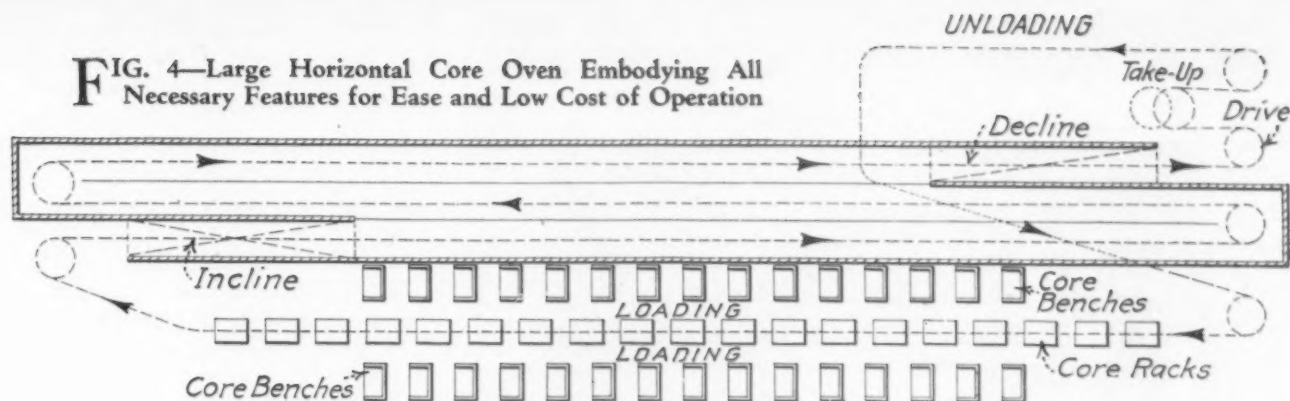 FIG. 4—Large Horizontal Core Oven Embodying All
Necessary Features for Ease and Low Cost of Operation
UNLOADING
Take-Up
Drive
Decline
Incline
Core
Benches
LOADING
LOADING
Core Benches
Core Racks